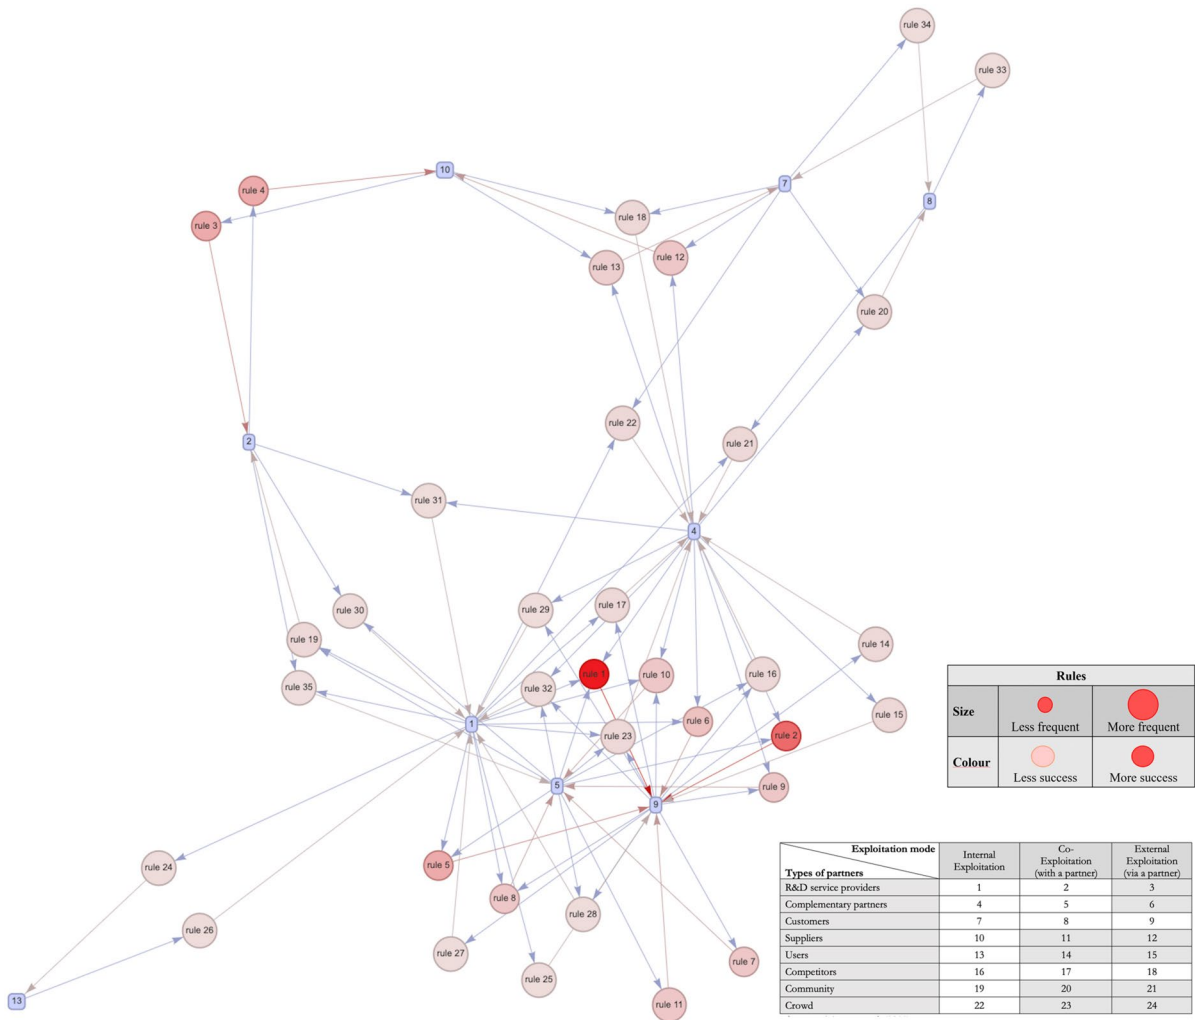 rule 34
rule 33
10
7
rule 4
8
rule 3
rule 18
rule 12
rule 13
rule 20
rule 22
2
rule 21
rule 31
4
rule 30
rule 29
rule 17
rule 19
rule 14
rule 1
rule 10
rule 16
rule 35
rule 32
rule 15
1
rule 6
rule 23
rule 2
5
rule 9
9
rule 5
rule 24
rule 8
rule 28
rule 26
rule 27
rule 7
rule 25
13
rule 11
Rules
Size
Less frequent
More frequent
Colour
Less success
More success
Exploitation mode
Types of partners
Internal
Exploitation
Co-
Exploitation
(with a partner)
External
Exploitation
(via a partner)
R&D service providers 1 2 3
Complementary partners 4 5 6
Customers 7 8 9
Suppliers 10 11 12
Users 13 14 15
Competitors 16 17 18
Community 19 20 21
Crowd 22 23 24